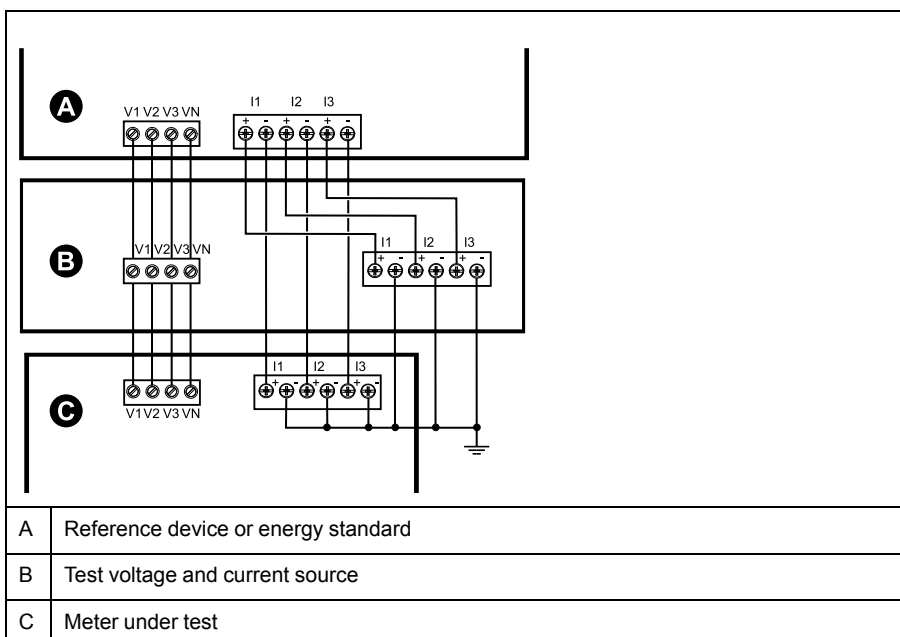 A
V1 V2 V3 VN
I1 I2 I3
+ - + - + -
B
V1 V2 V3 VN
I1 I2 I3
+ - + - + -
C
I1 I2 I3
+ - + - + -
V1 V2 V3 VN
A Reference device or energy standard
B Test voltage and current source
C Meter under test